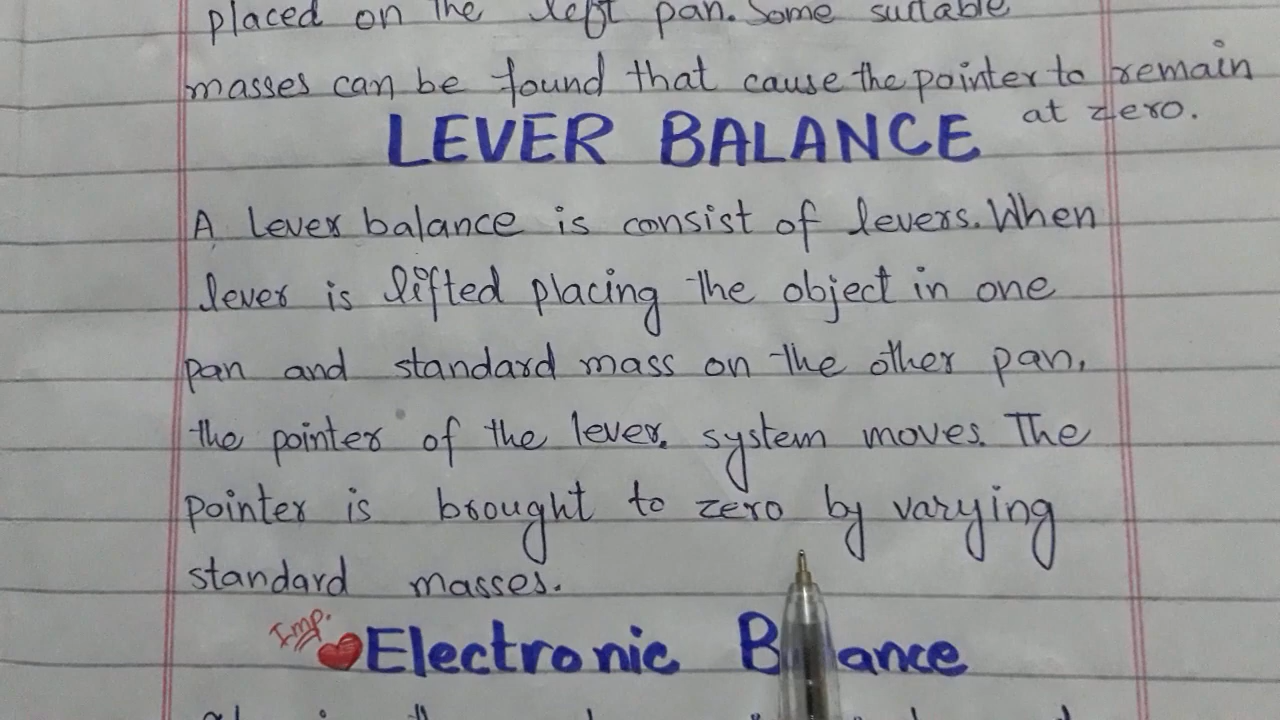 placed on the left pan. Some suitable
masses can be found that cause the pointer to remain
at zero.
LEVER BALANCE
A lever balance is consist of levers. When
lever is lifted placing the object in one
pan and standard mass on the other pan,
the pointer of the lever system moves. The
pointer is brought to zero by varying
standard masses.
Imp.
Electronic B lance